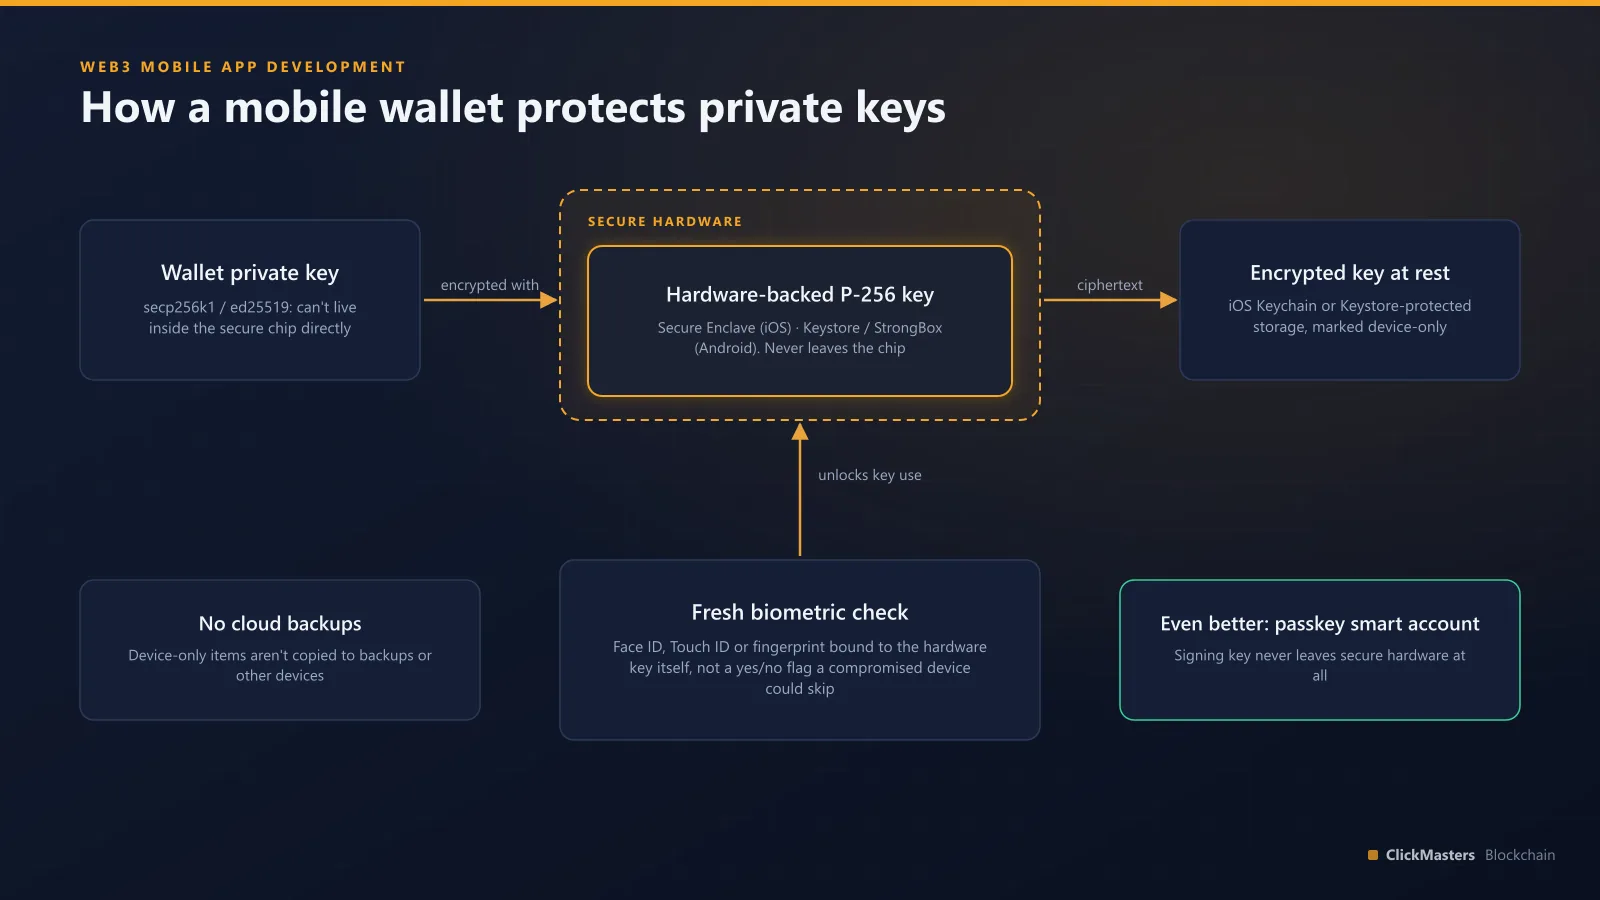 WEB3 MOBILE APP DEVELOPMENT
How a mobile wallet protects private keys
Wallet private key
secp256k1 / ed25519: can't live
inside the secure chip directly
encrypted with
SECURE HARDWARE
Hardware-backed P-256 key
Secure Enclave (iOS) · Keystore / StrongBox
(Android). Never leaves the chip
ciphertext
Encrypted key at rest
iOS Keychain or Keystore-protected
storage, marked device-only
unlocks key use
No cloud backups
Device-only items aren't copied to backups or
other devices
Fresh biometric check
Face ID, Touch ID or fingerprint bound to the hardware
key itself, not a yes/no flag a compromised device
could skip
Even better: passkey smart account
Signing key never leaves secure hardware at
all
ClickMasters Blockchain